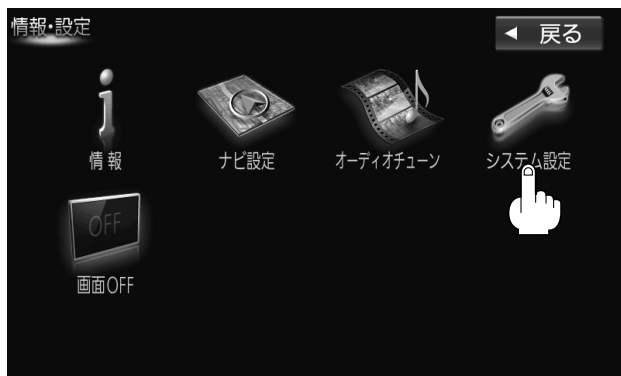 情報・設定
◀ 戻る
情報
ナビ設定
オーディオチューン
システム設定
OFF
画面OFF